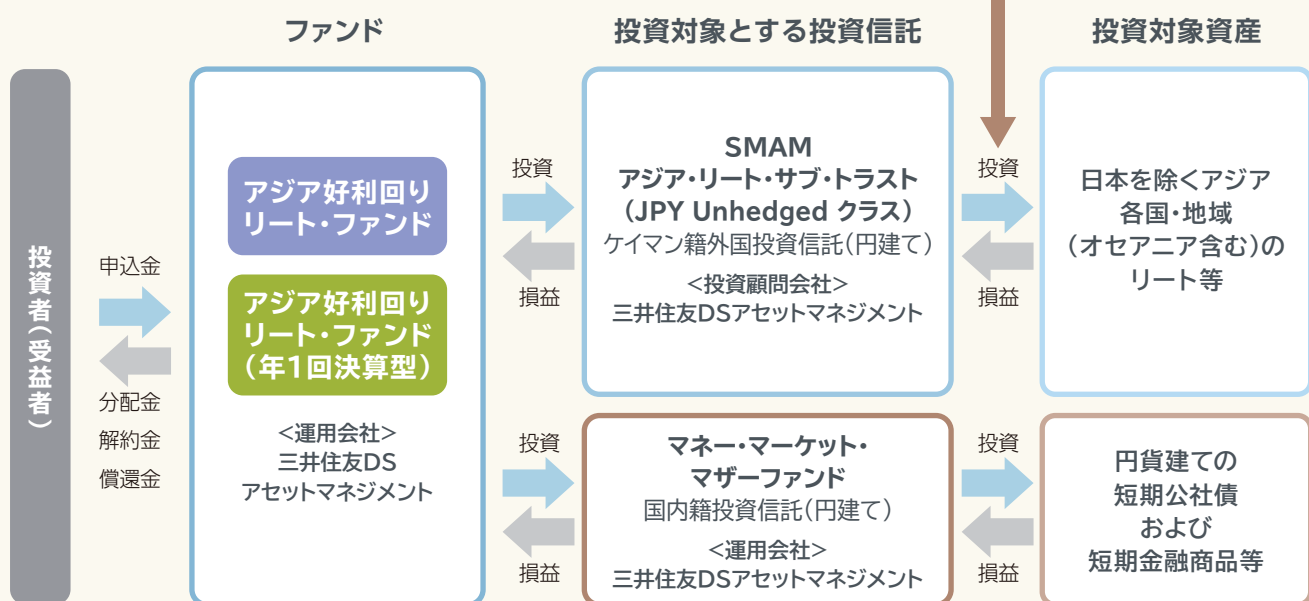 ファンド
投資対象とする投資信託
投資対象資産
投資者(受益者)
申込金
分配金
解約金
償還金
アジア好利回り
リート・ファンド
アジア好利回り
リート・ファンド
(年1回決算型)
<運用会社>
三井住友DS
アセットマネジメント
投資
損益
SMAM
アジア・リート・サブ・トラスト
(JPY Unhedged クラス)
ケイマン籍外国投資信託(円建て)
<投資顧問会社>
三井住友DSアセットマネジメント
投資
損益
日本を除くアジア
各国・地域
(オセアニア含む)の
リート等
投資
損益
マネー・マーケット・
マザーファンド
国内籍投資信託(円建て)
<運用会社>
三井住友DSアセットマネジメント
投資
損益
円貨建ての
短期公社債
および
短期金融商品等